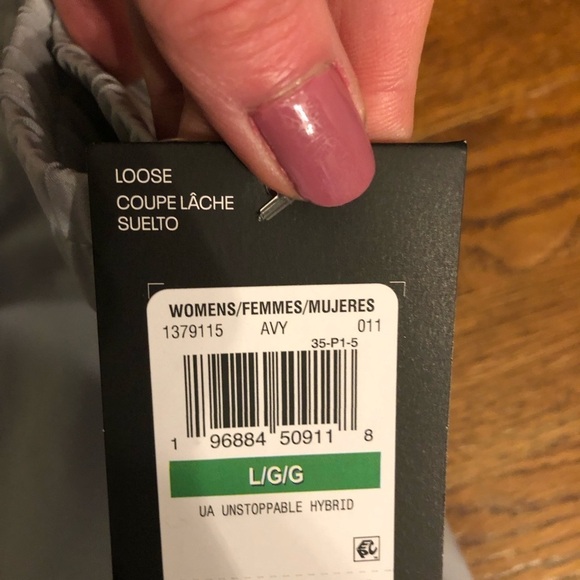 LOOSE
COUPE LÂCHE
SUELTO
WOMENS/FEMMES/MUJERES
1379115 AVY 011
35-P1-5
1 96884 50911 8
L/G/G
UA UNSTOPPABLE HYBRID